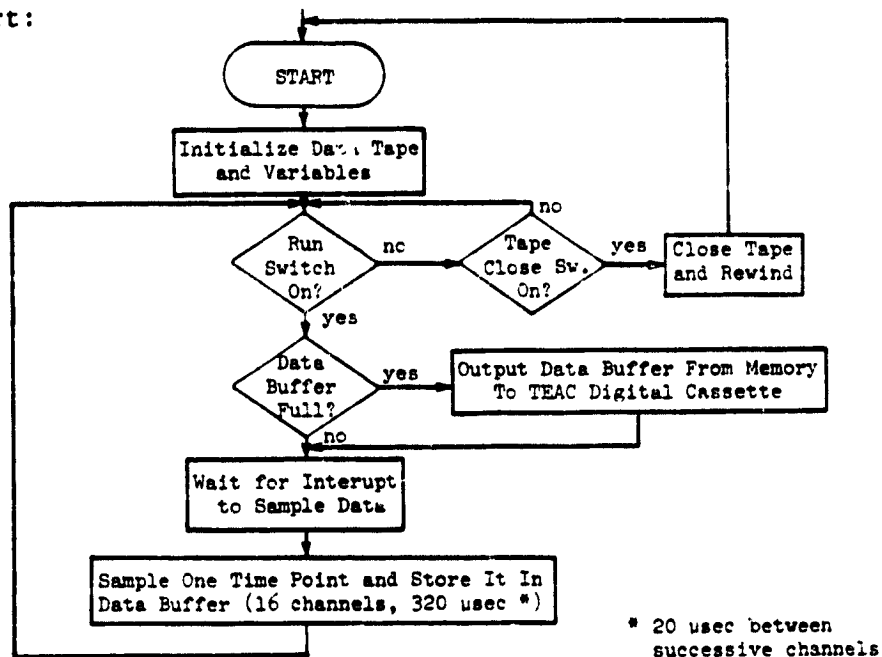 rt:
START
Initialize Data Tape
and Variables
no
Run
Switch
On?
nc
Tape
Close Sw.
On?
yes
Close Tape
and Rewind
yes
Data
Buffer
Full?
yes
Output Data Buffer From Memory
To TEAC Digital Cassette
no
Wait for Interupt
to Sample Data
Sample One Time Point and Store It In
Data Buffer (16 channels, 320 usec *)
* 20 usec between
successive channels